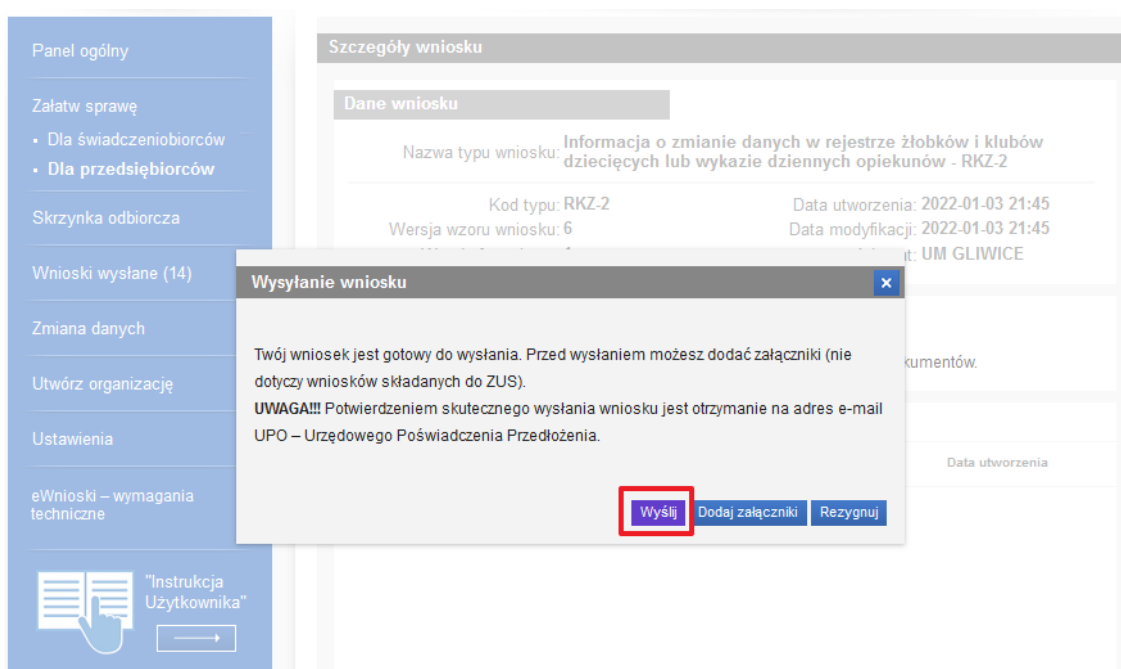 Panel ogólny
Załatw sprawę
• Dla świadczeniobiorców
• Dla przedsiębiorców
Skrzynka odbiorcza
Wnioski wysłane (14)
Zmiana danych
Utwórz organizację
Ustawienia
eWnioski – wymagania
techniczne
"Instrukcja
Użytkownika"
Szczegóły wniosku
Dane wniosku
Nazwa typu wniosku: Informacja o zmianie danych w rejestrze żłobków i klubów
dziecięcych lub wykazie dziennych opiekunów - RKZ-2
Kod typu: RKZ-2 Data utworzenia: 2022-01-03 21:45
Wersja wzoru wniosku: 6 Data modyfikacji: 2022-01-03 21:45
UM GLIWICE
Wysyłanie wniosku
Twój wniosek jest gotowy do wysłania. Przed wysłaniem możesz dodać załączniki (nie
dotyczy wniosków składanych do ZUS).
UWAGA!!! Potwierdzeniem skutecznego wysłania wniosku jest otrzymanie na adres e-mail
UPO – Urzędowego Poświadczenia Przedłożenia.
Wyślij Dodaj załączniki Rezygnuj
kumentów.
Data utworzenia